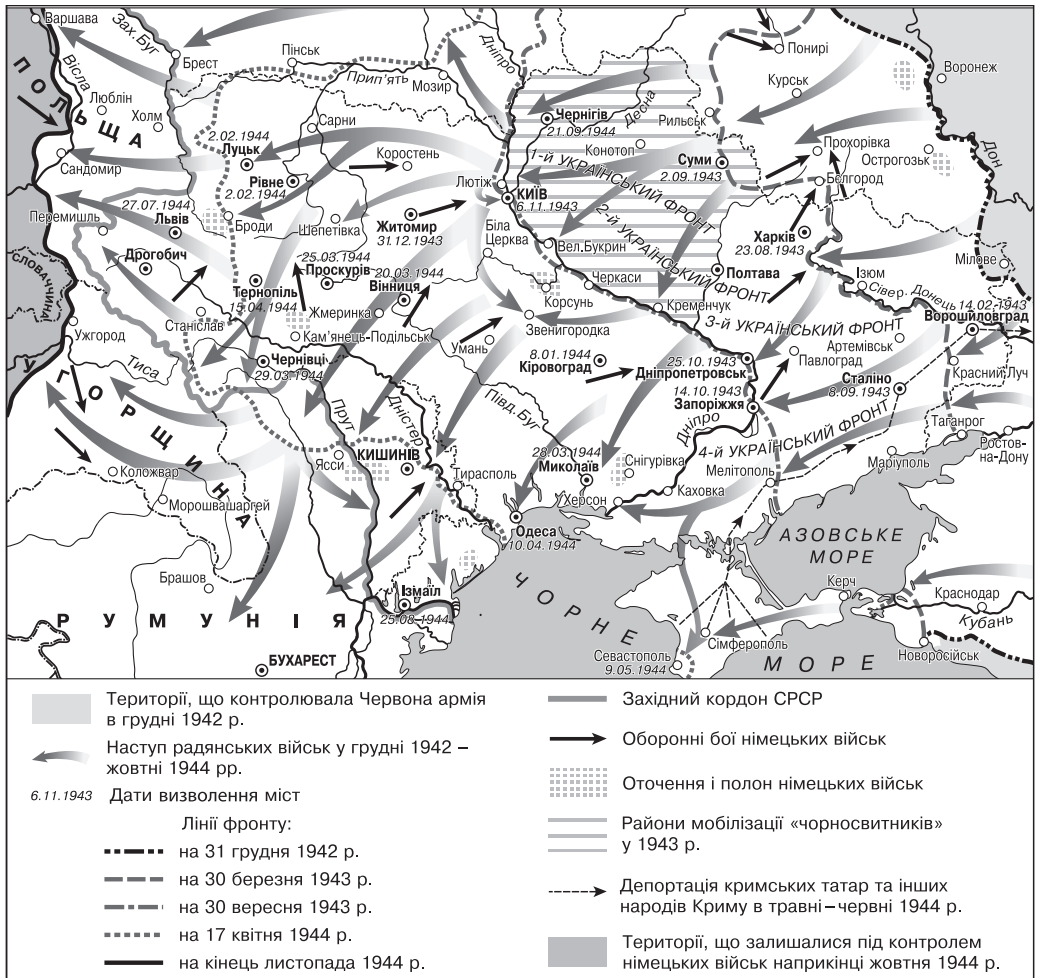 Варшава
Зах.Буг
Брест
Пінськ
Прип'ять
Мозир
Дніпро
Понирі
Курськ
Воронеж
ПОЛЬЩА
Вісла
Люблін
Холм
Сарни
Чернігів
21.09.1944
Десна
Рильськ
Прохорівка
Острогозьк
Дон
2.02.1944
Луцьк
Коростень
Конотоп
Суми
2.09.1943
Сандомир
Рівне
2.02.1944
Лютіж
1-й УКРАЇНСЬКИЙ ФРОНТ
Бєлгород
КИЇВ
6.11.1943
Перемишль
27.07.1944
Львів
Броди
Шепетівка
Житомир
31.12.1943
Біла
Церква
Вел.Букрин
2-й УКРАЇНСЬКИЙ ФРОНТ
Харків
23.08.1943
Мілове
СЛОВАЧЧИНА
Дрогобич
25.03.1944
Проскурів
20.03.1944
Вінниця
Черкаси
Полтава
Ізюм
Сівер. Донець
14.02.1943
Ворошиловград
Тернопіль
15.04.1944
Жмеринка
Корсунь
Кременчук
Станіслав
Кам'янець-Подільськ
Звенигородка
3-й УКРАЇНСЬКИЙ ФРОНТ
Артемівськ
Ужгород
Умань
8.01.1944
Кіровоград
25.10.1943
Дніпропетровськ
Павлоград
Красний Луч
Тиса
Чернівці
29.03.1944
14.10.1943
Запоріжжя
Сталіно
8.09.1943
УГОРЩИНА
Прут
Дністер
Півд.Буг
Дніпро
4-й УКРАЇНСЬКИЙ ФРОНТ
Таганрог
Ростов-
на-Дону
Коложвар
Ясси
КИШИНІВ
Тирасполь
28.03.1944
Миколаїв
Снігурівка
Мелітополь
Маріуполь
Морошвашаргей
Херсон
Каховка
Одеса
10.04.1944
АЗОВСЬКЕ
МОРЕ
Брашов
Ізмаїл
25.08.1944
ЧОРНЕ
Керч
Краснодар
Кубань
РУМУНІЯ
БУХАРЕСТ
Севастополь
9.05.1944
Сімферополь
МОРЕ
Новоросійськ
Території, що контролювала Червона армія
в грудні 1942 р.
Наступ радянських військ у грудні 1942 –
жовтні 1944 рр.
6.11.1943 Дати визволення міст
Лінії фронту:
на 31 грудня 1942 р.
на 30 березня 1943 р.
на 30 вересня 1943 р.
на 17 квітня 1944 р.
на кінець листопада 1944 р.
Західний кордон СРСР
Оборонні бої німецьких військ
Оточення і полон німецьких військ
Райони мобілізації «чорносвитників»
у 1943 р.
Депортація кримських татар та інших
народів Криму в травні–червні 1944 р.
Території, що залишалися під контролем
німецьких військ наприкінці жовтня 1944 р.